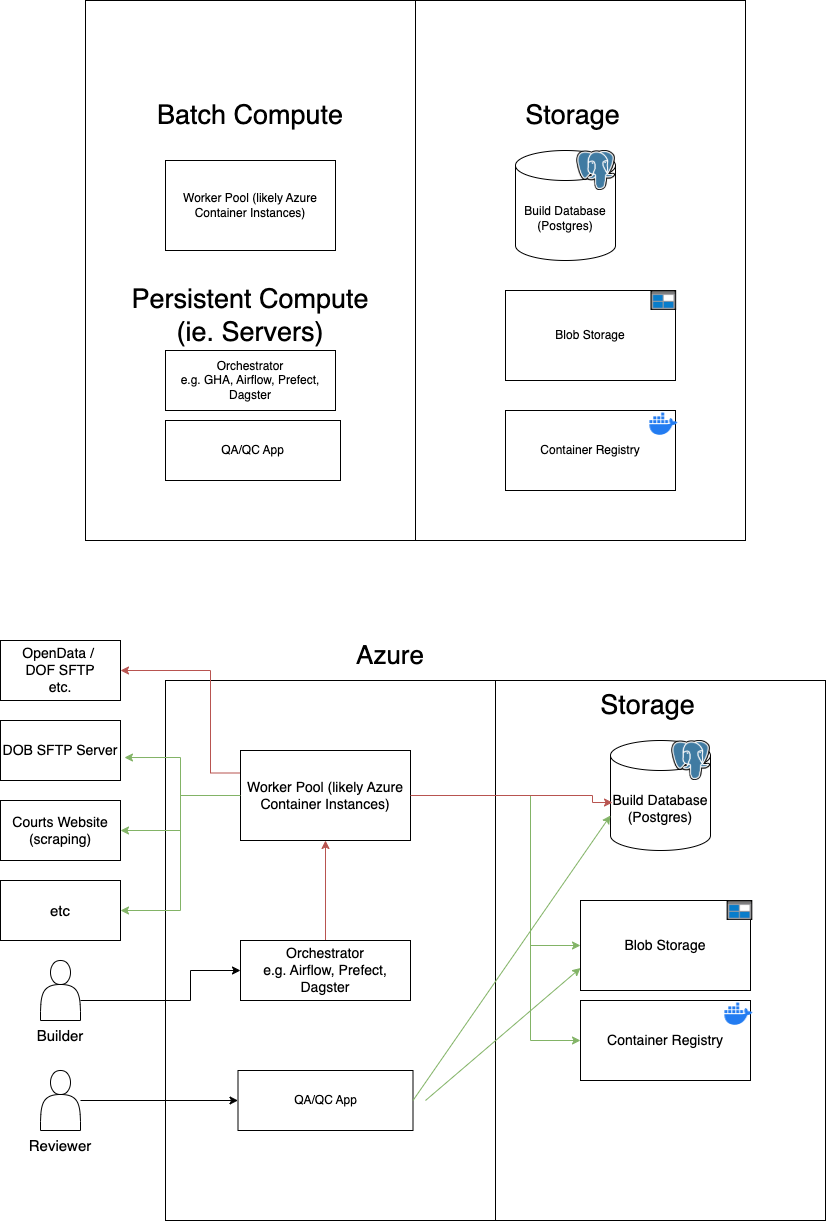 Batch Compute
Storage
Worker Pool (likely Azure
Container Instances)
Build Database
(Postgres)
Persistent Compute
(ie. Servers)
Blob Storage
Orchestrator
e.g. GHA, Airflow, Prefect,
Dagster
QA/QC App
Container Registry
Azure
OpenData /
DOF SFTP
etc.
Storage
DOB SFTP Server
Worker Pool (likely Azure
Container Instances)
Build Database
(Postgres)
Courts Website
(scraping)
etc
Blob Storage
Orchestrator
e.g. Airflow, Prefect,
Dagster
Builder
Container Registry
QA/QC App
Reviewer